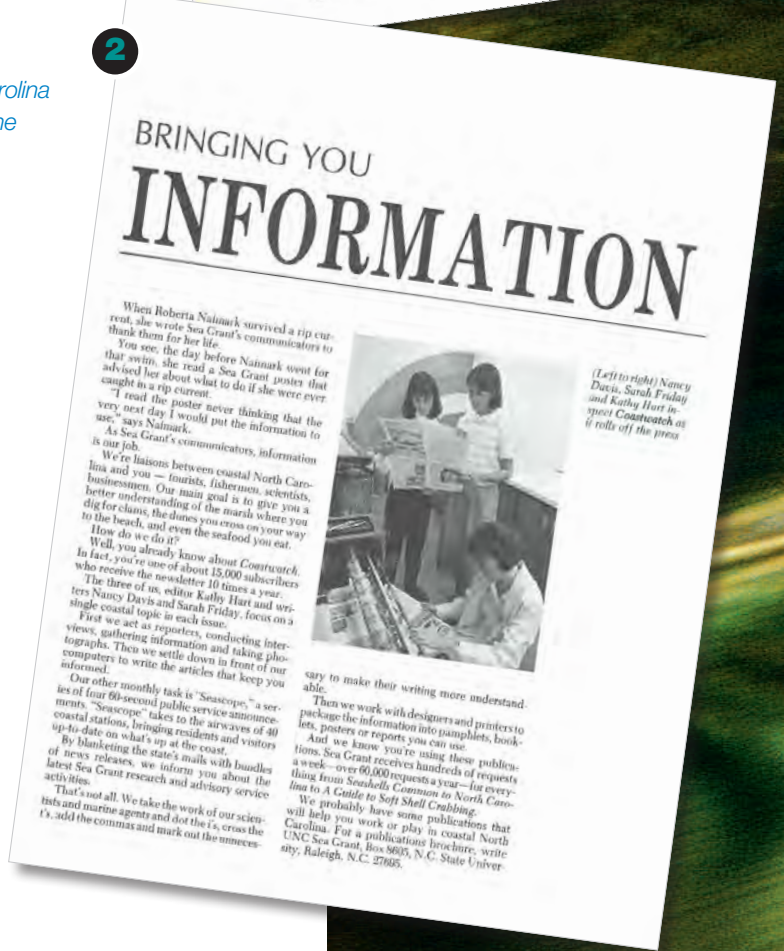 rolina
ne
2
BRINGING YOU
INFORMATION
When Roberta Naimark survived a rip cur-
rent, she wrote Sea Grant's communicators to
thank them for her life.
You see, the day before Naimark went for
that swim, she read a Sea Grant poster that
advised her about what to do if she were ever
caught in a rip current.
"I read the poster never thinking that the
very next day I would put the information to
use," says Naimark.
As Sea Grant's communicators, information
is our job.
We're liaisons between coastal North Caro-
lina and you — tourists, fishermen, scientists,
businessmen. Our main goal is to give you a
better understanding of the marsh where you
dig for clams, the dunes you cross on your way
to the beach, and even the seafood you eat.
How do we do it?
Well, you already know about Coastwatch.
In fact, you're one of about 15,000 subscribers
who receive the newsletter 10 times a year.
The three of us, editor Kathy Hart and wri-
ters Nancy Davis and Sarah Friday, focus on a
single coastal topic in each issue.
First we act as reporters, conducting inter-
views, gathering information and taking pho-
tographs. Then we settle down in front of our
computers to write the articles that keep you
informed.
Our other monthly task is "Seascope," a ser-
ies of four 60-second public service announce-
ments. "Seascope" takes to the airwaves of 40
coastal stations, bringing residents and visitors
up-to-date on what's up at the coast.
By blanketing the state's mails with bundles
of news releases, we inform you about the
latest Sea Grant research and advisory service
activities.
That's not all. We take the work of our scien-
tists and marine agents and dot the i's, cross the
t's, add the commas and mark out the unneces-
sary to make their writing more understand-
able.
Then we work with designers and printers to
package the information into pamphlets, book-
lets, posters or reports you can use.
And we know you're using these publica-
tions. Sea Grant receives hundreds of requests
a week—over 60,000 requests a year—for every-
thing from Seashells Common to North Caro-
lina to A Guide to Soft Shell Crabbing.
We probably have some publications that
will help you work or play in coastal North
Carolina. For a publications brochure, write
UNC Sea Grant, Box 8605, N.C. State Univer-
sity, Raleigh, N.C. 27695.
(Left to right) Nancy
Davis, Sarah Friday
and Kathy Hart in-
spect Coastwatch as
it rolls off the press